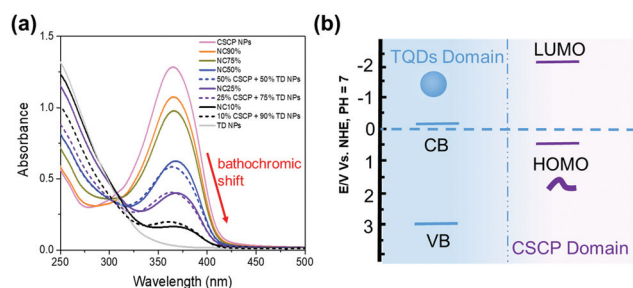 (a)
1.5
1.0
0.5
0.0
Absorbance
250 300 350 400 450 500
Wavelength (nm)
CSCP NPs
NC90%
NC75%
NC50%
50% CSCP + 50% TD NPs
NC25%
25% CSCP + 75% TD NPs
NC10%
10% CSCP + 90% TD NPs
TD NPs
bathochromic
shift
(b)
E/V Vs. NHE, PH = 7
-2
-1
0
1
2
3
TQDs Domain
CB
VB
LUMO
HOMO
CSCP Domain